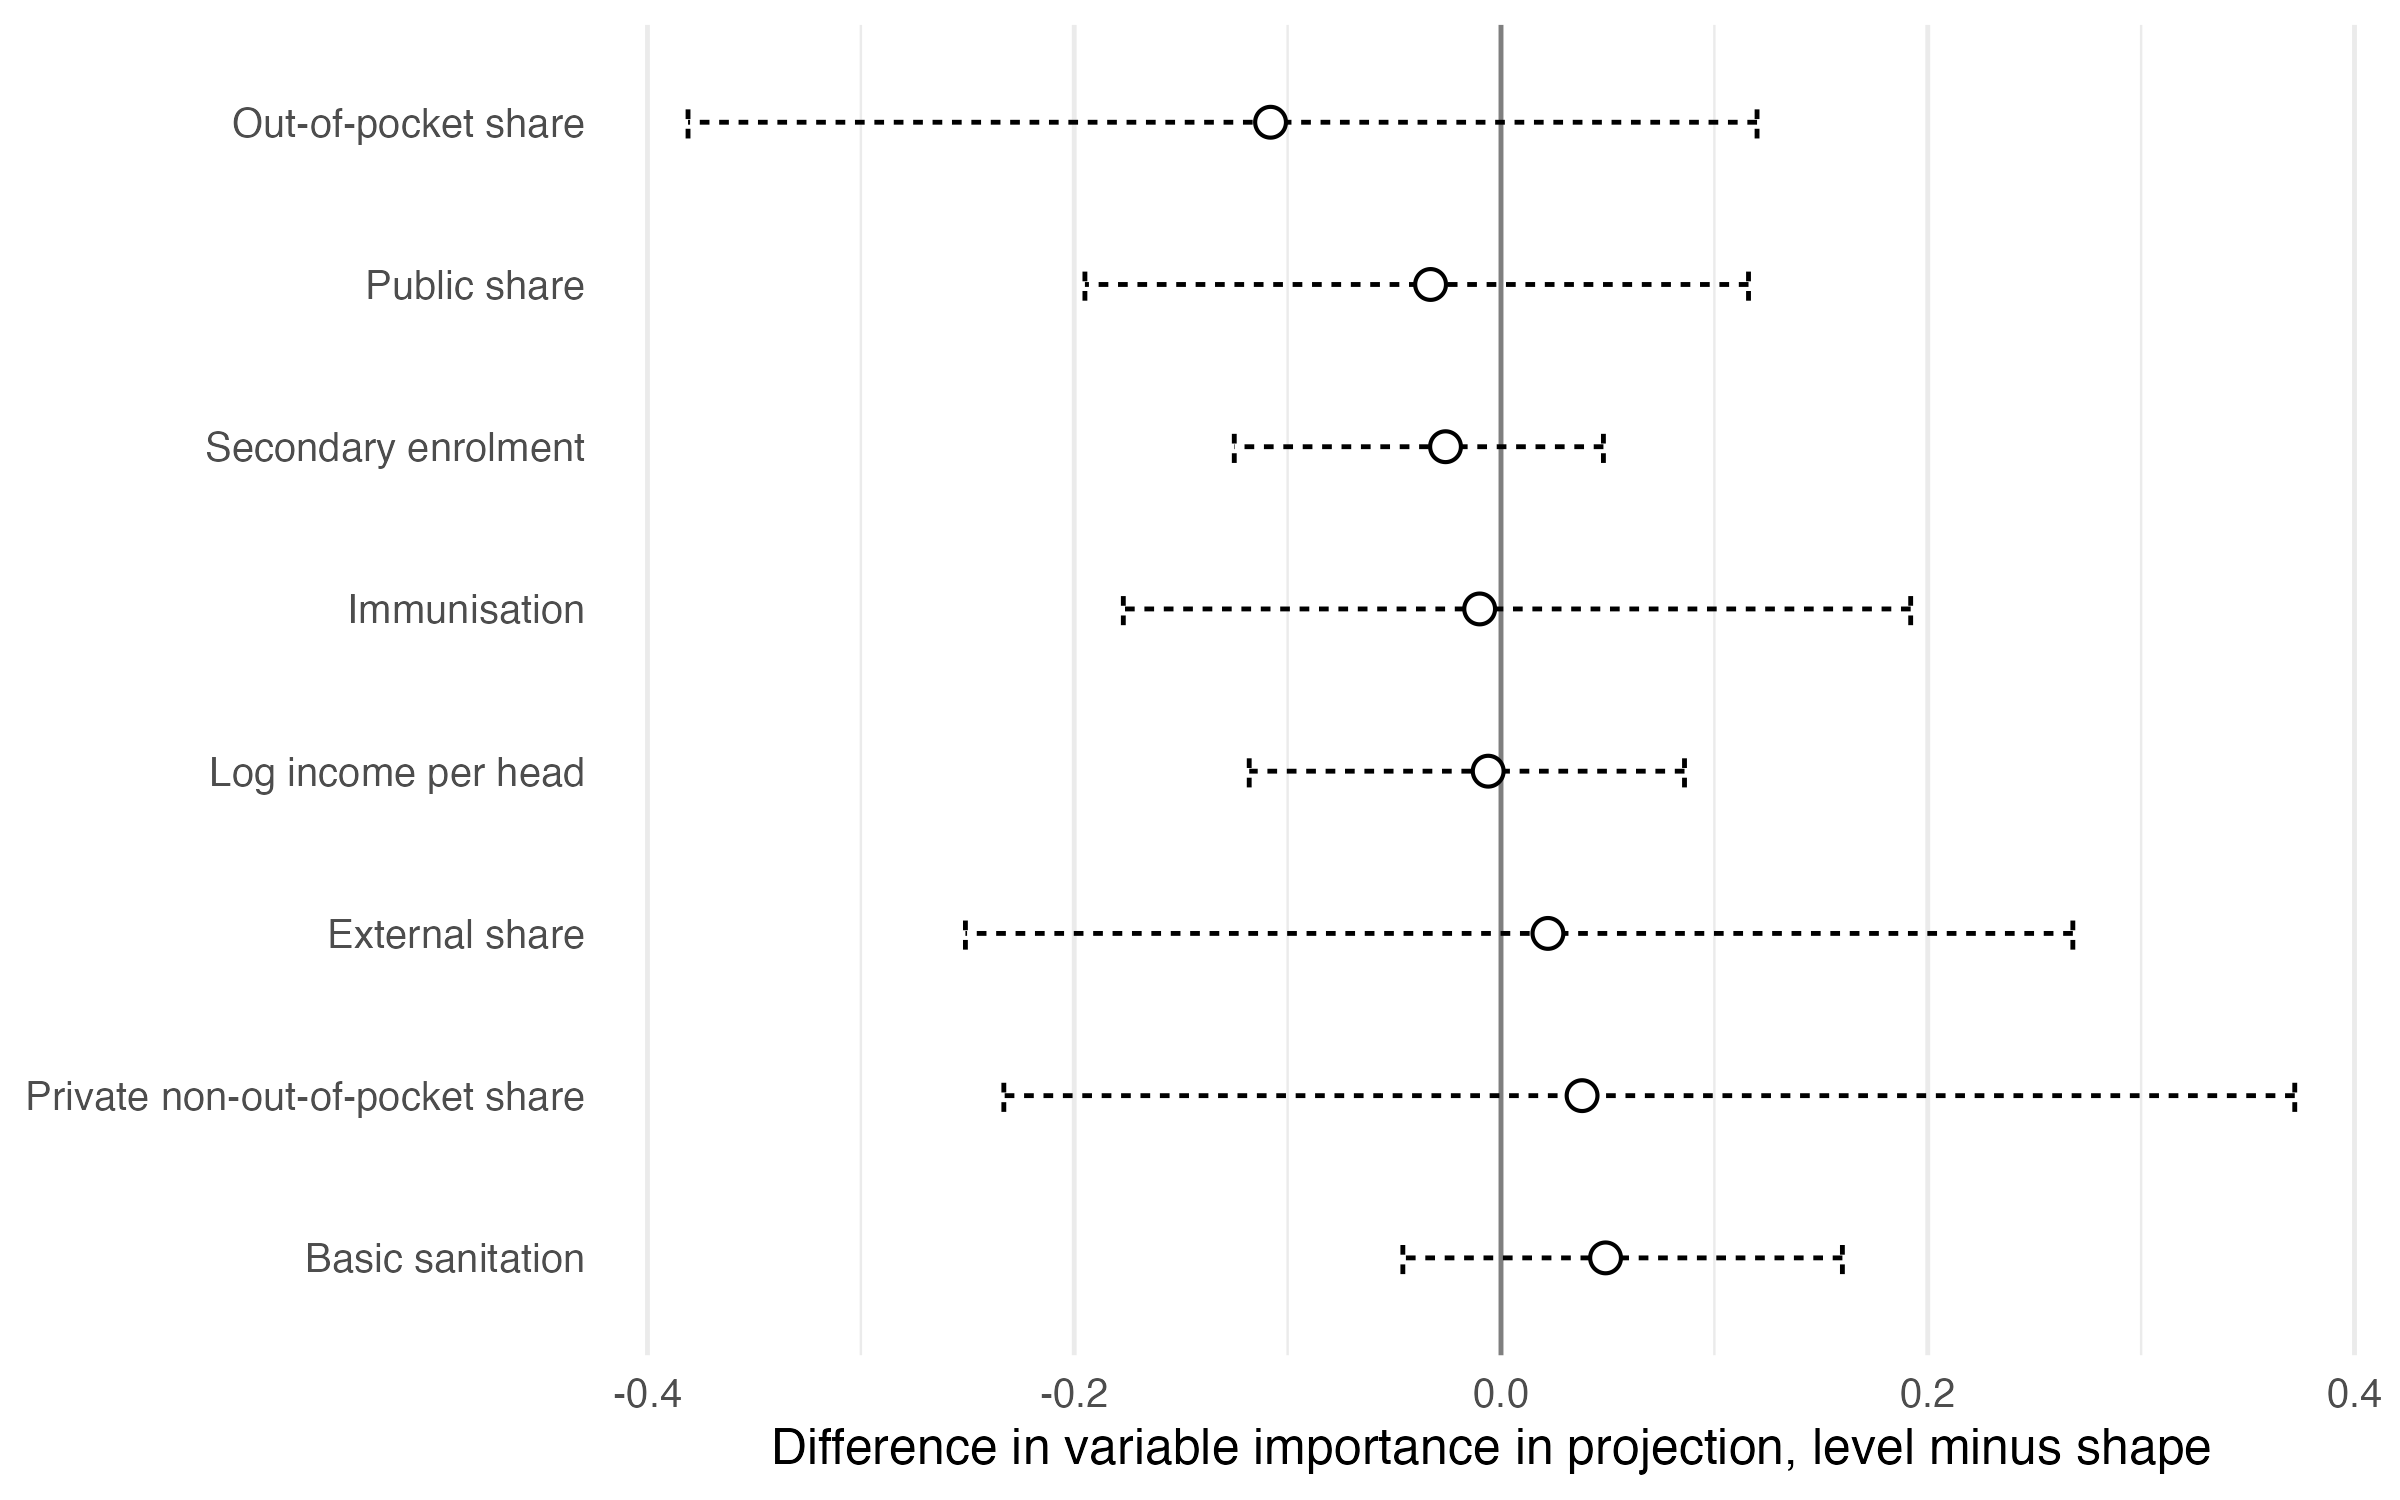 Out-of-pocket share
Public share
Secondary enrolment
Immunisation
Log income per head
External share
Private non-out-of-pocket share
Basic sanitation
-0.4 -0.2 0.0 0.2 0.4
Difference in variable importance in projection, level minus shape